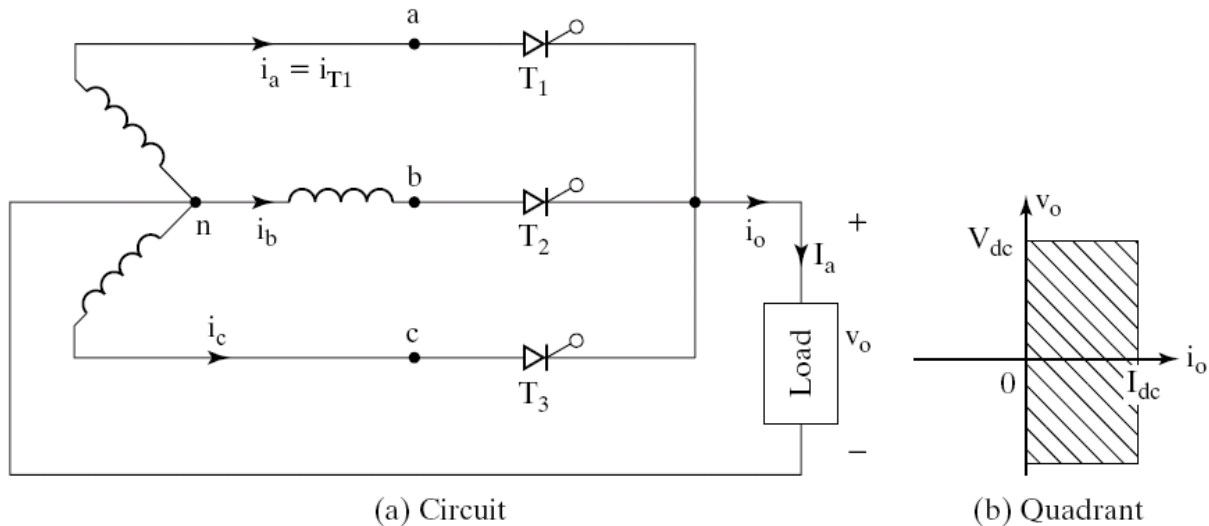 a
i_a = i_T1
T_1
b
n
i_b
T_2
i_o
+
I_a
i_c
c
T_3
Load
v_o
−
(a) Circuit
v_o
V_dc
0
I_dc
i_o
(b) Quadrant